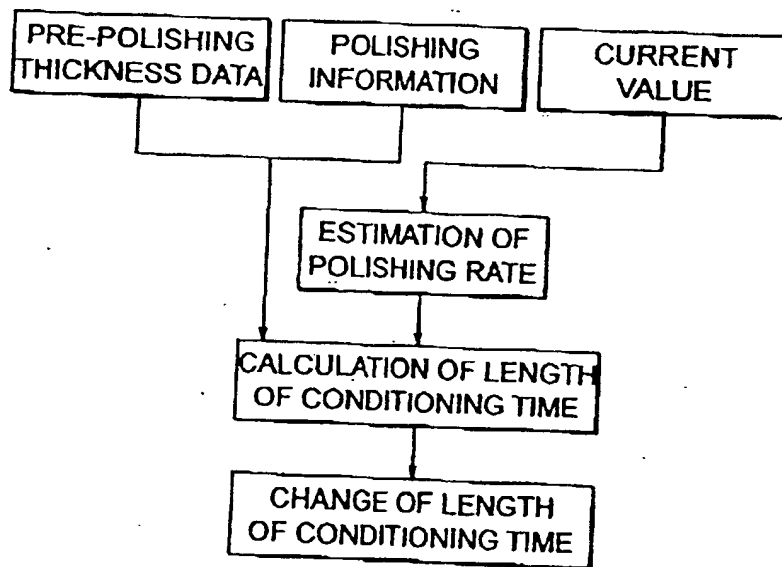 PRE-POLISHING
THICKNESS DATA
POLISHING
INFORMATION
CURRENT
VALUE
ESTIMATION OF
POLISHING RATE
CALCULATION OF LENGTH
OF CONDITIONING TIME
CHANGE OF LENGTH
OF CONDITIONING TIME